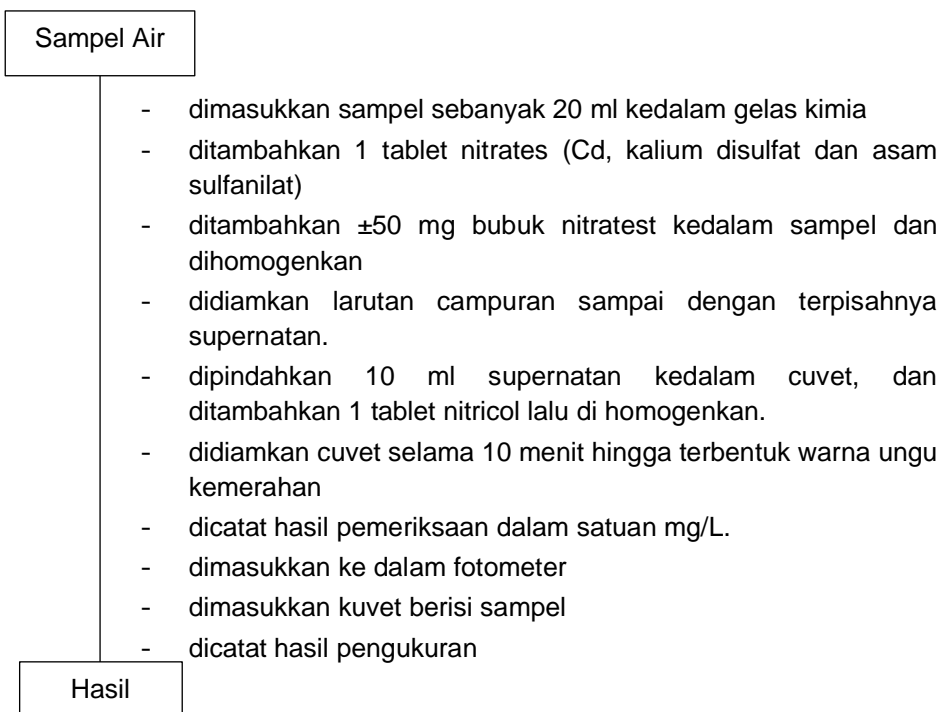 Sampel Air
- dimasukkan sampel sebanyak 20 ml kedalam gelas kimia
- ditambahkan 1 tablet nitrates (Cd, kalium disulfat dan asam
sulfanilat)
- ditambahkan ±50 mg bubuk nitratest kedalam sampel dan
dihomogenkan
- didiamkan larutan campuran sampai dengan terpisahnya
supernatan.
- dipindahkan 10 ml supernatan kedalam cuvet, dan
ditambahkan 1 tablet nitricol lalu di homogenkan.
- didiamkan cuvet selama 10 menit hingga terbentuk warna ungu
kemerahan
- dicatat hasil pemeriksaan dalam satuan mg/L.
- dimasukkan ke dalam fotometer
- dimasukkan kuvet berisi sampel
- dicatat hasil pengukuran
Hasil